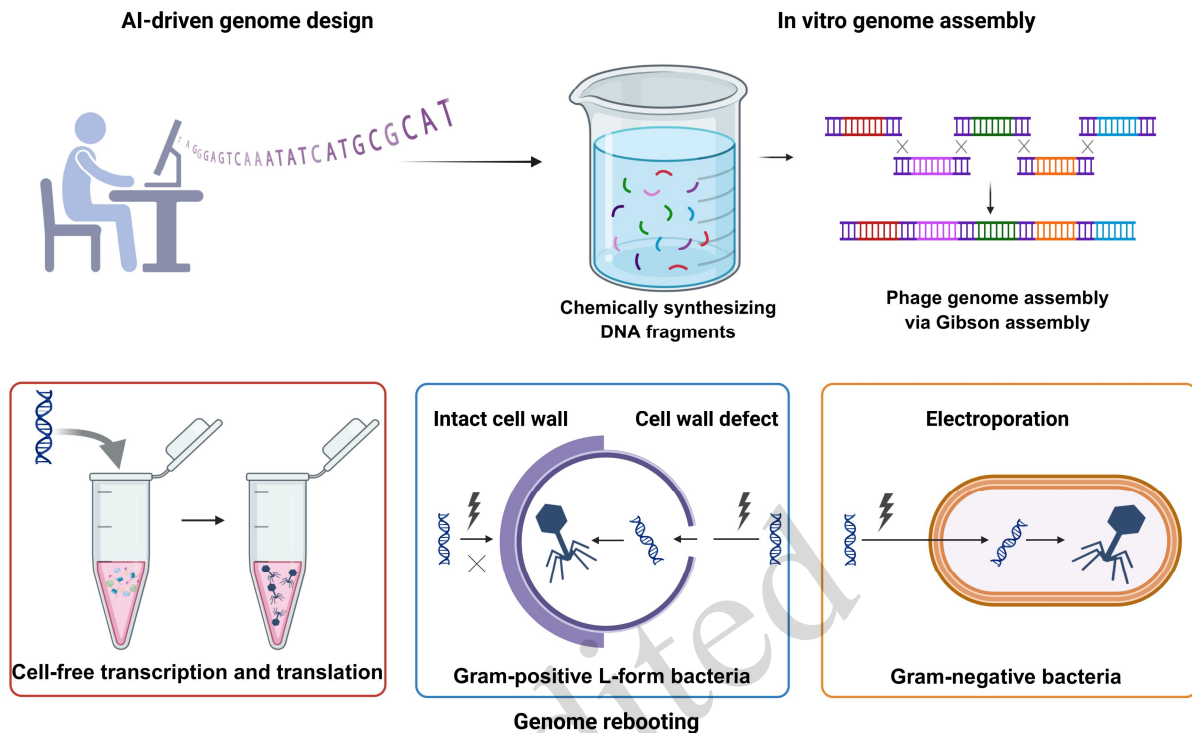 AI-driven genome design
In vitro genome assembly
TAGGGAGTCAAATATCATGCGCAT
Chemically synthesizing
DNA fragments
Phage genome assembly
via Gibson assembly
Intact cell wall
Cell wall defect
Electroporation
Cell-free transcription and translation
Gram-positive L-form bacteria
Gram-negative bacteria
Genome rebooting
dited